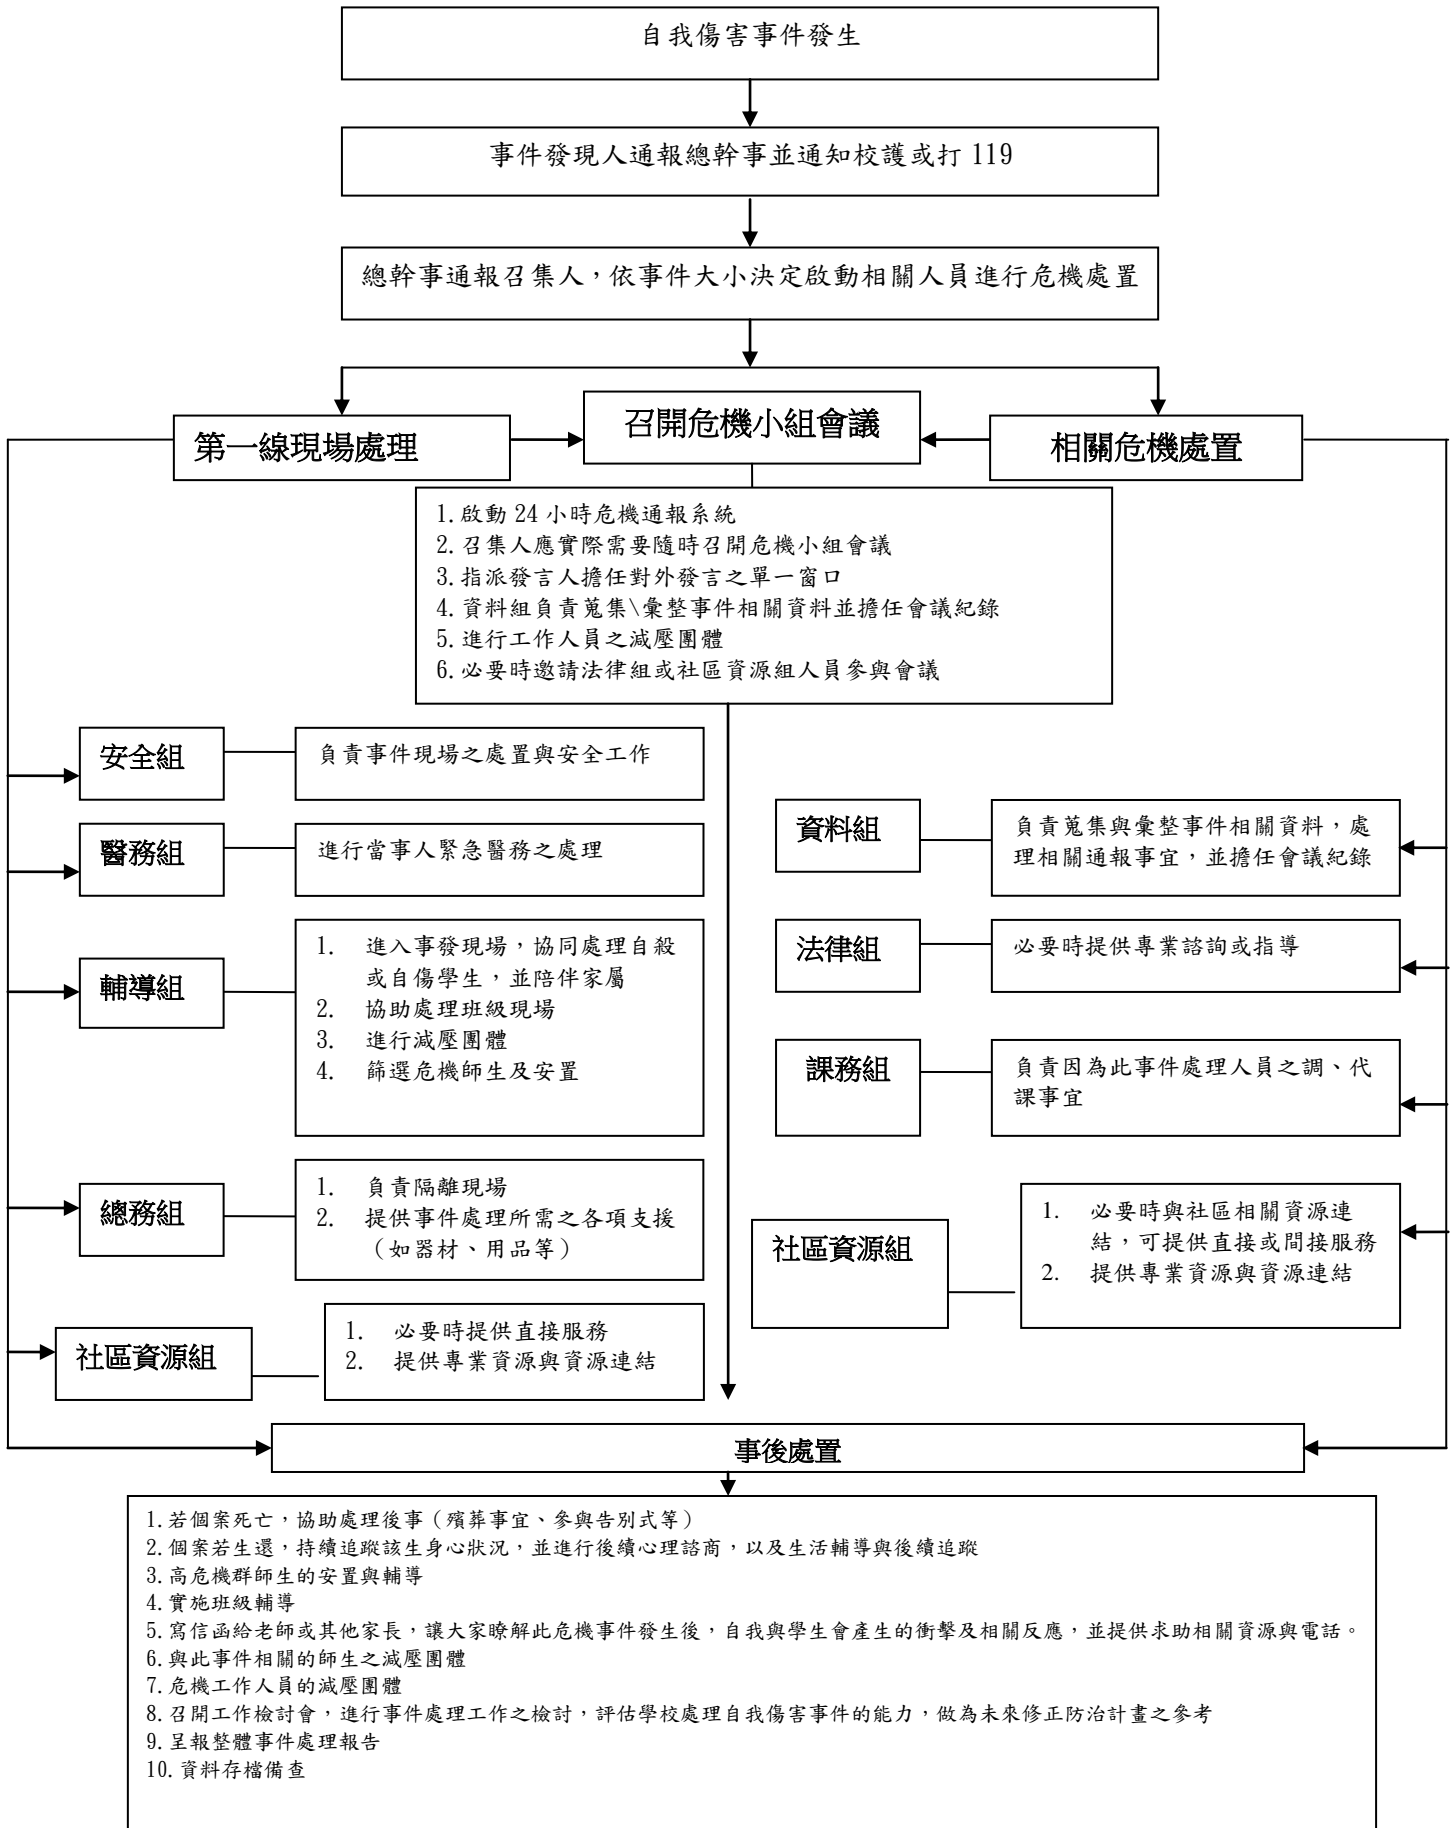 自我傷害事件發生
事件發現人通報總幹事並通知校護或打 119
總幹事通報召集人，依事件大小決定啟動相關人員進行危機處置
第一線現場處理
召開危機小組會議
相關危機處置
1.啟動 24 小時危機通報系統
2.召集人應實際需要隨時召開危機小組會議
3.指派發言人擔任對外發言之單一窗口
4.資料組負責蒐集\彙整事件相關資料並擔任會議紀錄
5.進行工作人員之減壓團體
6.必要時邀請法律組或社區資源組人員參與會議
安全組
負責事件現場之處置與安全工作
醫務組
進行當事人緊急醫務之處理
輔導組
1. 進入事發現場，協同處理自殺
或自傷學生，並陪伴家屬
2. 協助處理班級現場
3. 進行減壓團體
4. 篩選危機師生及安置
總務組
1. 負責隔離現場
2. 提供事件處理所需之各項支援
（如器材、用品等）
社區資源組
1. 必要時提供直接服務
2. 提供專業資源與資源連結
資料組
負責蒐集與彙整事件相關資料，處
理相關通報事宜，並擔任會議紀錄
法律組
必要時提供專業諮詢或指導
課務組
負責因為此事件處理人員之調、代
課事宜
社區資源組
1. 必要時與社區相關資源連
結，可提供直接或間接服務
2. 提供專業資源與資源連結
事後處置
1.若個案死亡，協助處理後事（殯葬事宜、參與告別式等）
2.個案若生還，持續追蹤該生身心狀況，並進行後續心理諮商，以及生活輔導與後續追蹤
3.高危機群師生的安置與輔導
4.實施班級輔導
5.寫信函給老師或其他家長，讓大家瞭解此危機事件發生後，自我與學生會產生的衝擊及相關反應，並提供求助相關資源與電話。
6.與此事件相關的師生之減壓團體
7.危機工作人員的減壓團體
8.召開工作檢討會，進行事件處理工作之檢討，評估學校處理自我傷害事件的能力，做為未來修正防治計畫之參考
9.呈報整體事件處理報告
10.資料存檔備查